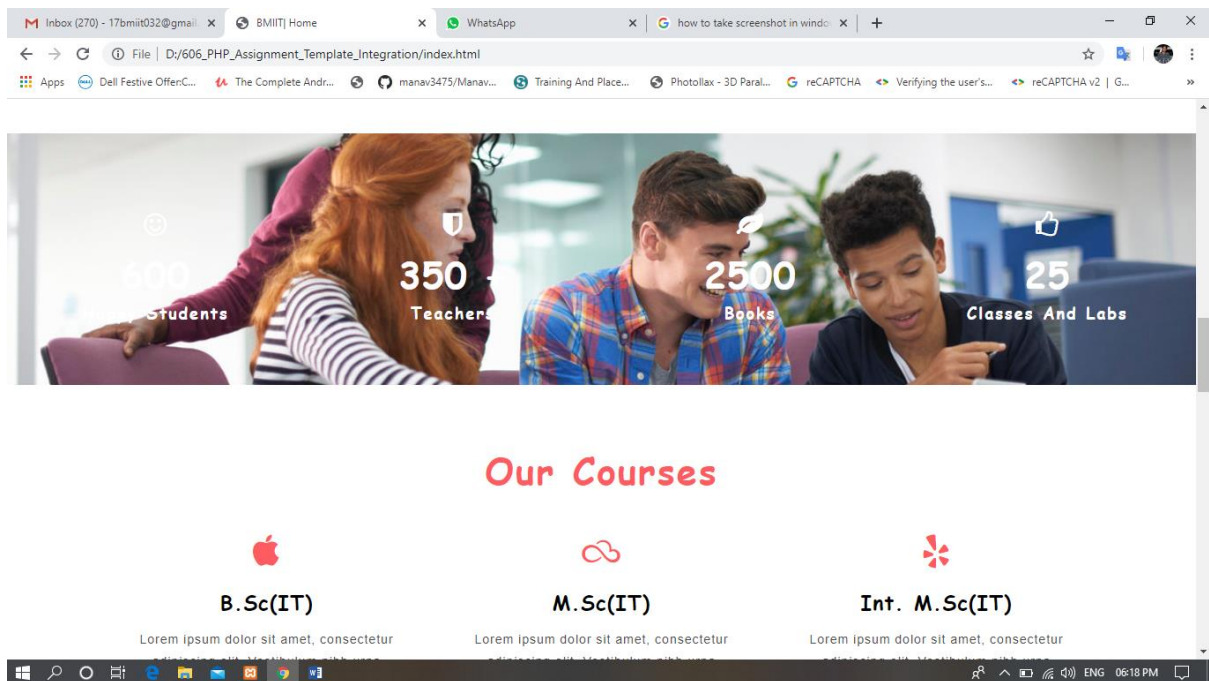 Inbox (270) - 17bmiit032@gmail.
BMIIT| Home
WhatsApp
how to take screenshot in windo
File | D:/606_PHP_Assignment_Template_Integration/index.html
Apps
Dell Festive Offer:C...
The Complete Andr...
manav3475/Manav...
Training And Place...
Photollax - 3D Paral...
reCAPTCHA
Verifying the user's...
reCAPTCHA v2 | G...
600
350
2500
25
Students
Teachers
Books
Classes And Labs
Our Courses
B.Sc(IT)
M.Sc(IT)
Int. M.Sc(IT)
Lorem ipsum dolor sit amet, consectetur
Lorem ipsum dolor sit amet, consectetur
Lorem ipsum dolor sit amet, consectetur
ENG 06:18 PM